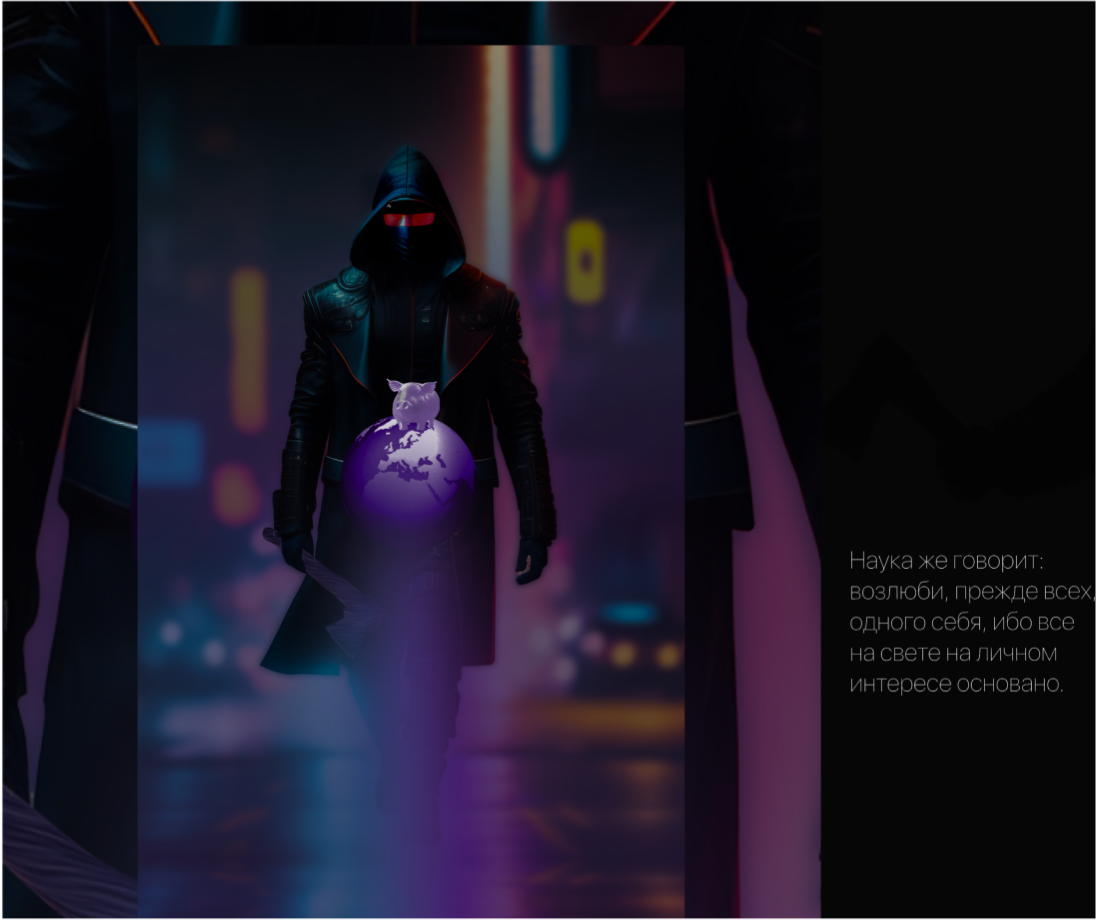 Наука же говорит:
возлюби, прежде всех,
одного себя, ибо все
на свете на личном
интересе основано.